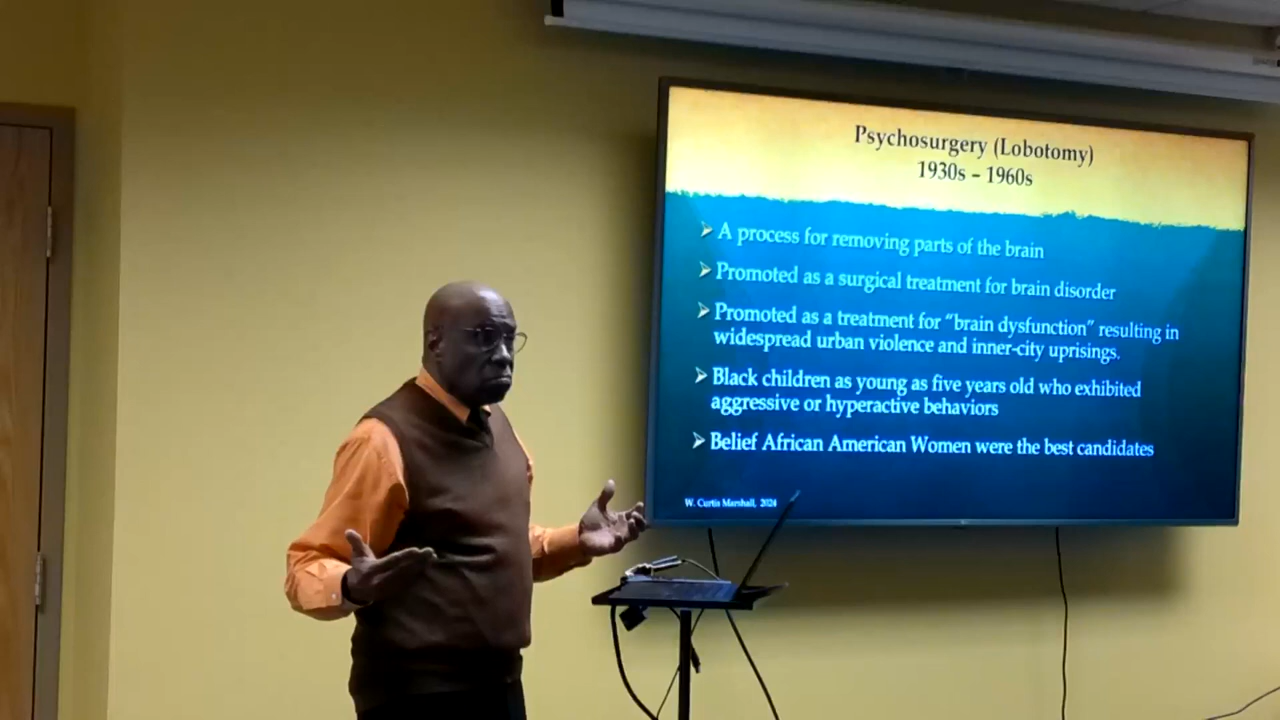 Psychosurgery (Lobotomy)
1930s – 1960s
➢ A process for removing parts of the brain
➢ Promoted as a surgical treatment for brain disorder
➢ Promoted as a treatment for “brain dysfunction” resulting in
widespread urban violence and inner-city uprisings.
➢ Black children as young as five years old who exhibited
aggressive or hyperactive behaviors
➢ Belief African American Women were the best candidates
W. Curtis Marshall, 2024